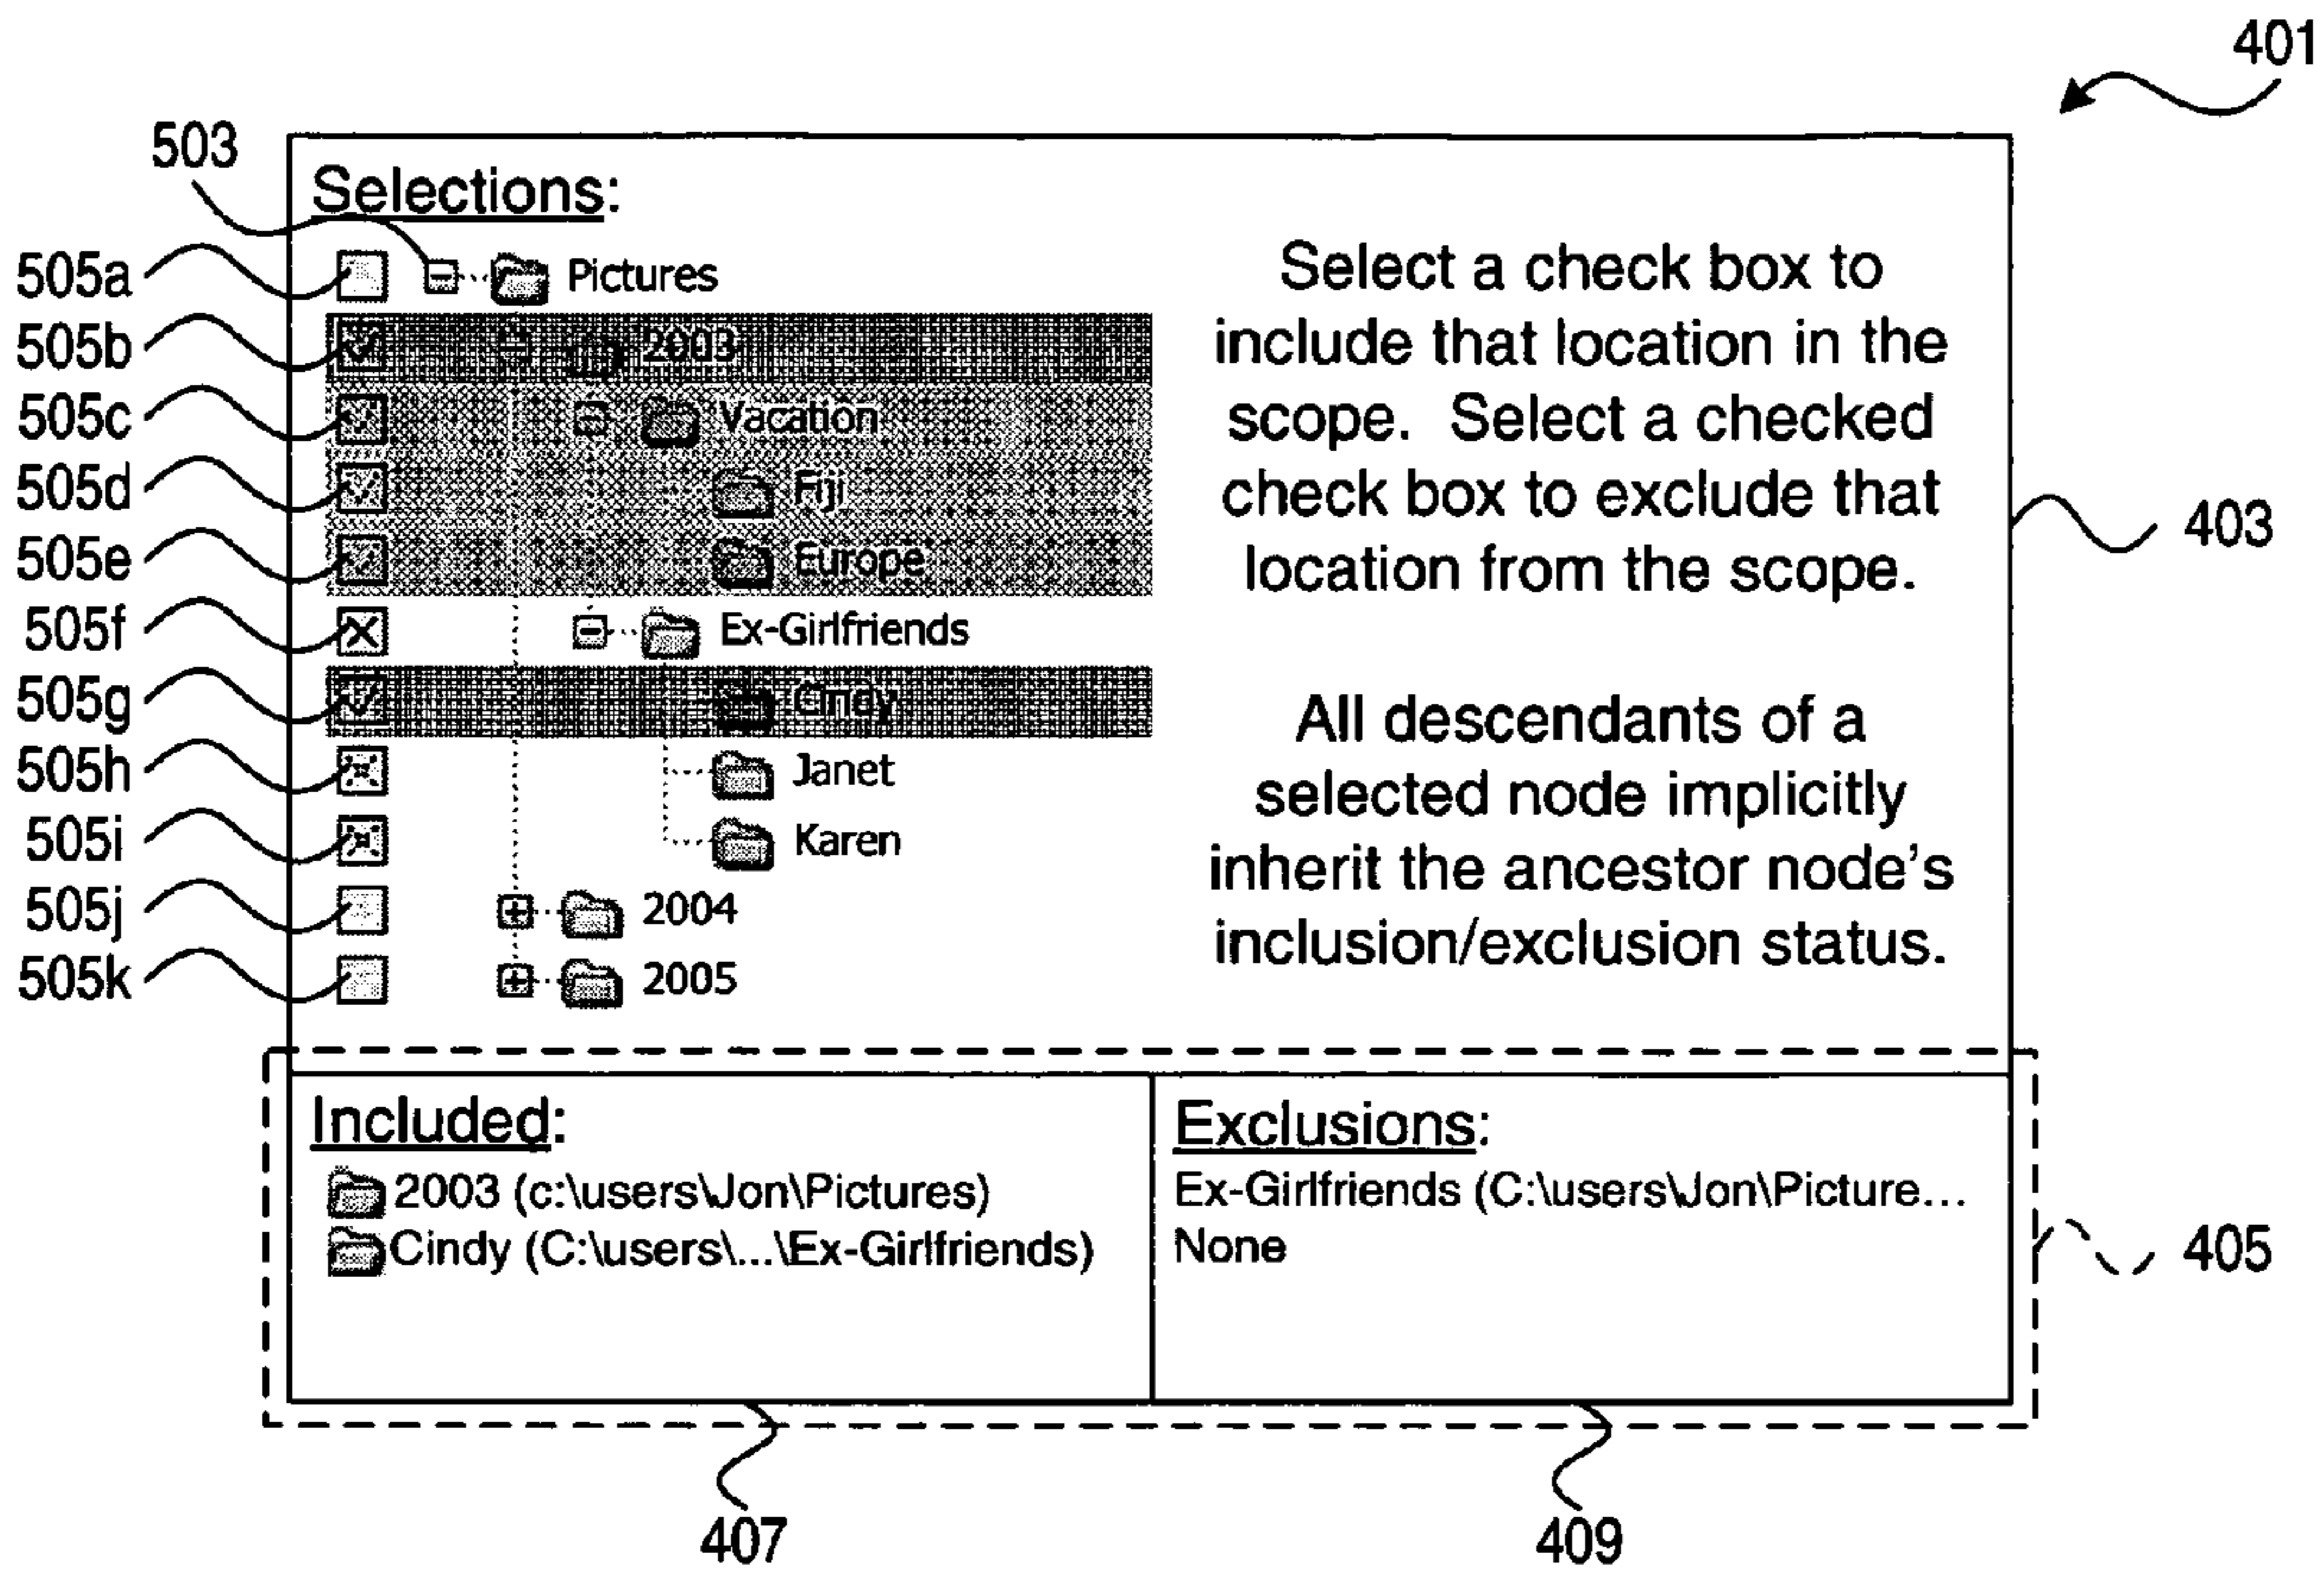 401
503
Selections:
505a Pictures
505b 2003
505c Vacation
505d Fiji
505e Europe
505f Ex-Girlfriends
505g Cindy
505h Janet
505i Karen
505j 2004
505k 2005
Select a check box to
include that location in the
scope. Select a checked
check box to exclude that
location from the scope.
All descendants of a
selected node implicitly
inherit the ancestor node's
inclusion/exclusion status.
403
Included:
2003 (c:\users\Jon\Pictures)
Cindy (C:\users\...\Ex-Girlfriends)
Exclusions:
Ex-Girlfriends (C:\users\Jon\Picture...
None
405
407
409